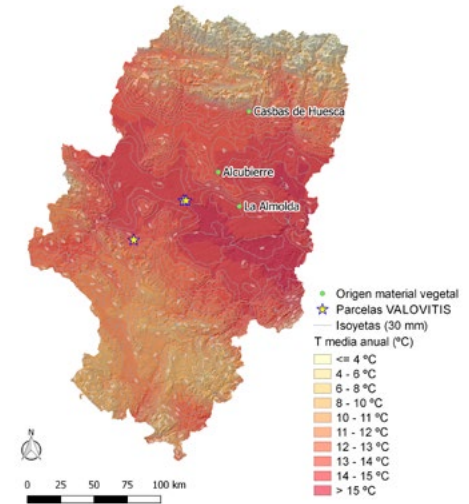 Casbas de Huesca
Alcubierre
La Almolda
Origen material vegetal
Parcelas VALOVITIS
Isoyetas (30 mm)
T media anual (ºC)
<= 4 ºC
4 - 6 ºC
6 - 8 ºC
8 - 10 ºC
10 - 11 ºC
11 - 12 ºC
12 - 13 ºC
13 - 14 ºC
14 - 15 ºC
> 15 ºC
N
0 25 50 75 100 km